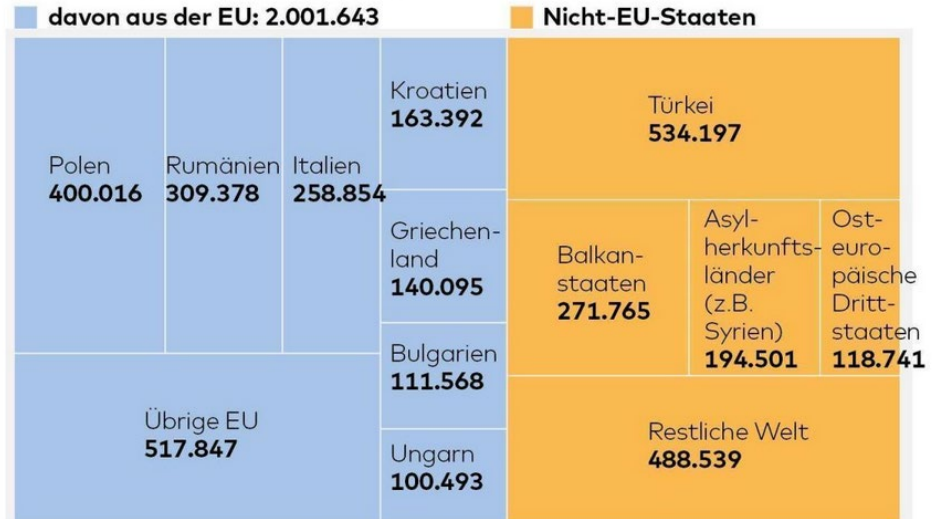 davon aus der EU: 2.001.643
Nicht-EU-Staaten
Polen
400.016
Rumänien
309.378
Italien
258.854
Kroatien
163.392
Griechen-
land
140.095
Bulgarien
111.568
Ungarn
100.493
Übrige EU
517.847
Türkei
534.197
Balkan-
staaten
271.765
Asyl-
herkunfts-
länder
(z.B.
Syrien)
194.501
Ost-
euro-
päische
Dritt-
staaten
118.741
Restliche Welt
488.539